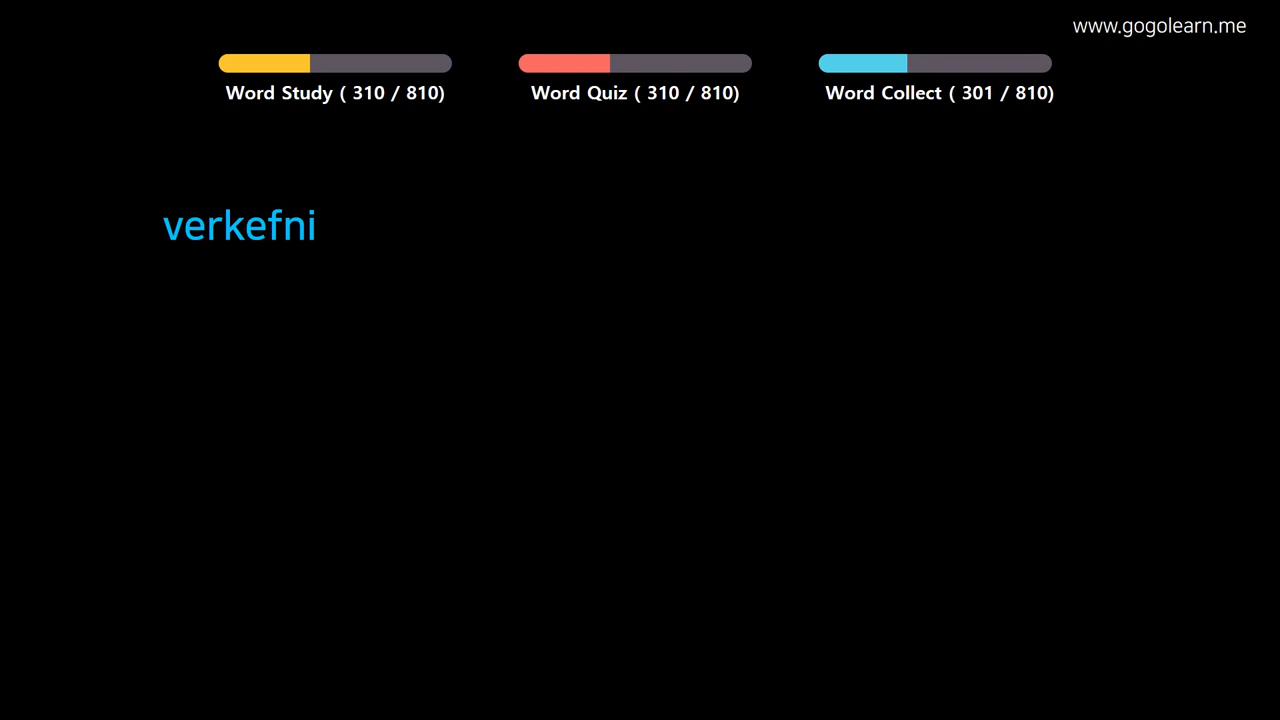 www.gogolearn.me
Word Study ( 310 / 810)
Word Quiz ( 310 / 810)
Word Collect ( 301 / 810)
verkefni